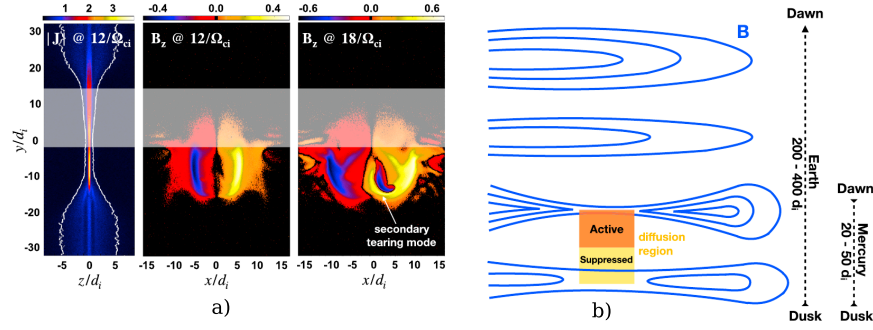 1 2 3
-0.4 0.0 0.4
-0.6 0.0 0.6
|J| @ 12/Ωci
Bz @ 12/Ωci
Bz @ 18/Ωci
30
20
10
0
-10
-20
-30
y/di
-5 0 5
-15 -10 -5 0 5 10 15
-10 -5 0 5 10 15
z/di
x/di
x/di
secondary
tearing mode
a)
B
Active
Suppressed
diffusion
region
b)
Dawn
Earth
200 - 400 di
Dusk
Dawn
Mercury
20 - 50 di
Dusk